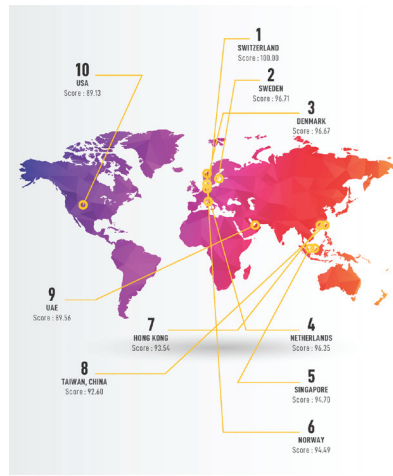 1
SWITZERLAND
Score : 100.00
2
SWEDEN
Score : 96.71
3
DENMARK
Score : 96.67
10
USA
Score : 89.13
9
UAE
Score : 89.56
7
HONG KONG
Score : 93.54
4
NETHERLANDS
Score : 96.35
8
TAIWAN, CHINA
Score : 92.60
5
SINGAPORE
Score : 94.70
6
NORWAY
Score : 94.49